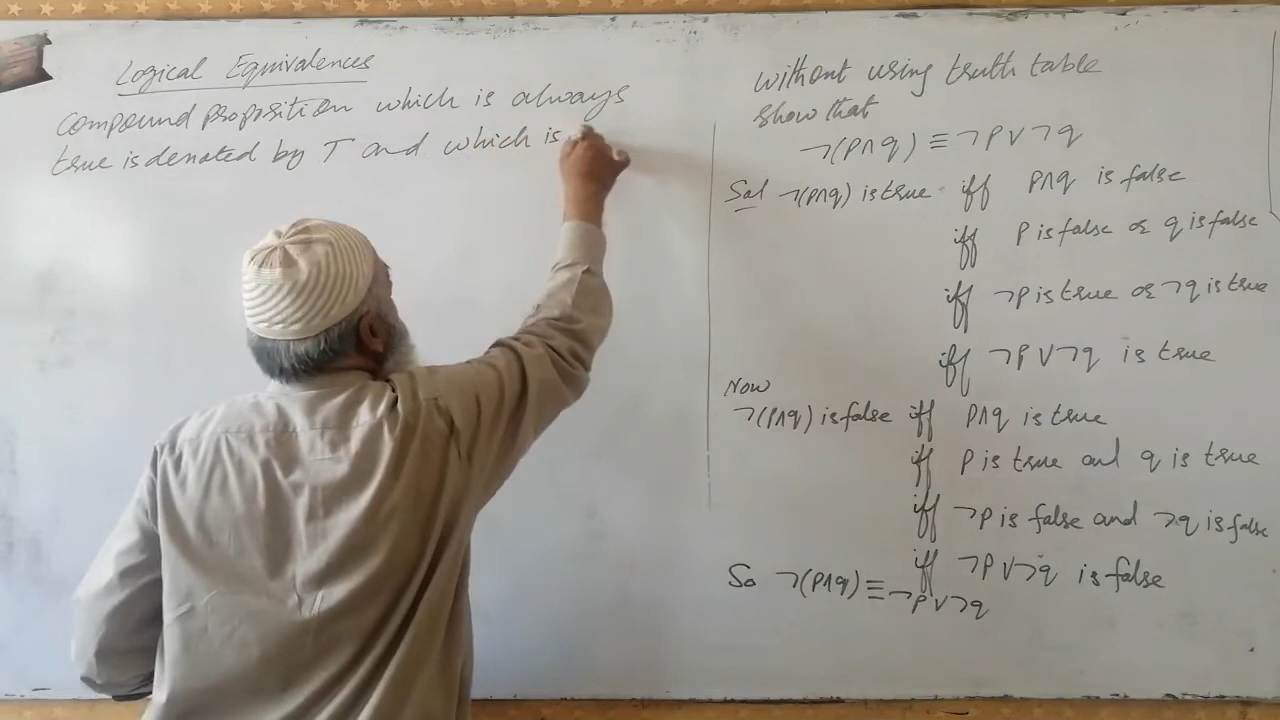 Logical Equivalences
compound proposition which is always
true is denoted by T and which is
without using truth table
show that
¬(p∧q) ≡ ¬p∨¬q
Sol ¬(p∧q) is true iff p∧q is false
iff p is false or q is false
iff ¬p is true or ¬q is true
iff ¬p∨¬q is true
Now
¬(p∧q) is false iff p∧q is true
iff p is true and q is true
iff ¬p is false and ¬q is false
iff ¬p∨¬q is false
So ¬(p∧q) ≡ ¬p∨¬q